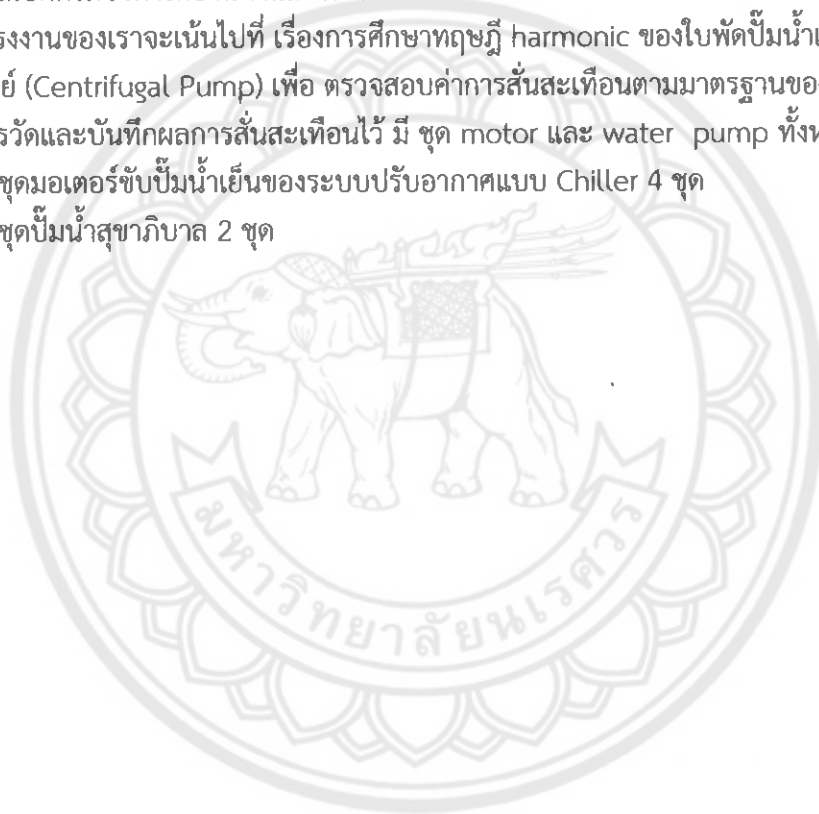 รงงานของเราจะเน้นไปที่ เรื่องการศึกษาทฤษฎี harmonic ของใบพัดปั๊มน้ำ
ย์ (Centrifugal Pump) เพื่อ ตรวจสอบค่าการสั่นสะเทือนตามมาตรฐานขอ
รวัดและบันทึกผลการสั่นสะเทือนไว้ มี ชุด motor และ water pump ทั้งห
ชุดมอเตอร์ขับปั๊มน้ำเย็นของระบบปรับอากาศแบบ Chiller 4 ชุด
ชุดปั๊มน้ำสุขาภิบาล 2 ชุด
มหาวิทยาลัยนเรศวร